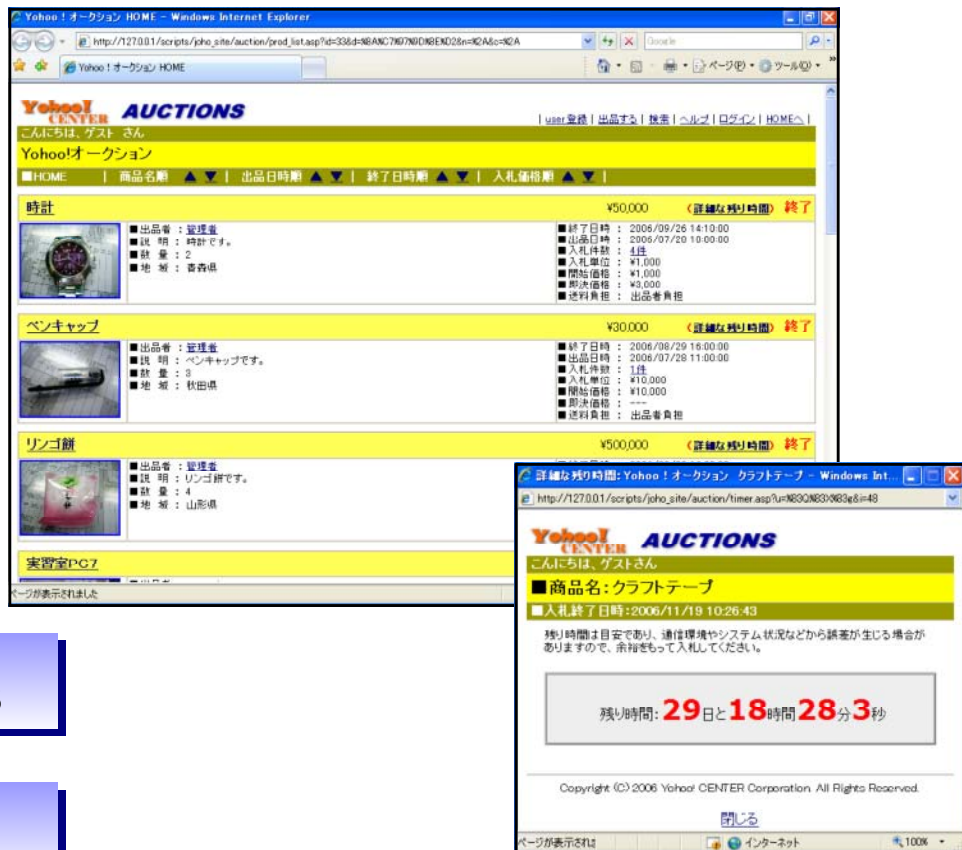 Yohoo！オークション HOME - Windows Internet Explorer
Google
Yohoo！オークション HOME
ページ(P)
ツール(O)
Yohoo! CENTER AUCTIONS
| user登録 | 出品する | 検索 | ヘルプ | ログイン | HOMEへ |
こんにちは、ゲスト さん
Yohoo!オークション
■HOME | 商品名順 ▲ ▼ | 出品日時順 ▲ ▼ | 終了日時順 ▲ ▼ | 入札価格順 ▲ ▼ |
時計 ¥50,000 《詳細な残り時間》 終了
■出品者 ：管理者
■説 明 ：時計です。
■数 量 ：2
■地 域 ：青森県
■終了日時 ： 2006/09/26 14:10:00
■出品日時 ： 2006/07/20 10:00:00
■入札件数 ： 4件
■入札単位 ： ¥1,000
■開始価格 ： ¥1,000
■即決価格 ： ¥3,000
■送料負担 ： 出品者負担
ペンキャップ ¥30,000 《詳細な残り時間》 終了
■出品者 ：管理者
■説 明 ：ペンキャップです。
■数 量 ：3
■地 域 ：秋田県
■終了日時 ： 2006/08/29 16:00:00
■出品日時 ： 2006/07/28 11:00:00
■入札件数 ： 1件
■入札単位 ： ¥10,000
■開始価格 ： ¥10,000
■即決価格 ： ---
■送料負担 ： 出品者負担
リンゴ餅 ¥500,000 《詳細な残り時間》 終了
■出品者 ：管理者
■説 明 ：リンゴ餅です。
■数 量 ：4
■地 域 ：山形県
実習室PC7
ページが表示されました
詳細な残り時間：Yohoo！オークション クラフトテープ - Windows Int...
Yohoo! CENTER AUCTIONS
こんにちは、ゲストさん
■商品名：クラフトテープ
■入札終了日時：2006/11/19 10:26:43
残り時間は目安であり、通信環境やシステム状況などから誤差が生じる場合が
ありますので、余裕をもって入札してください。
残り時間：29日と18時間28分3秒
Copyright (C) 2006 Yohoo! CENTER Corporation. All Rights Reserved.
閉じる
ページが表示され
インターネット
100%